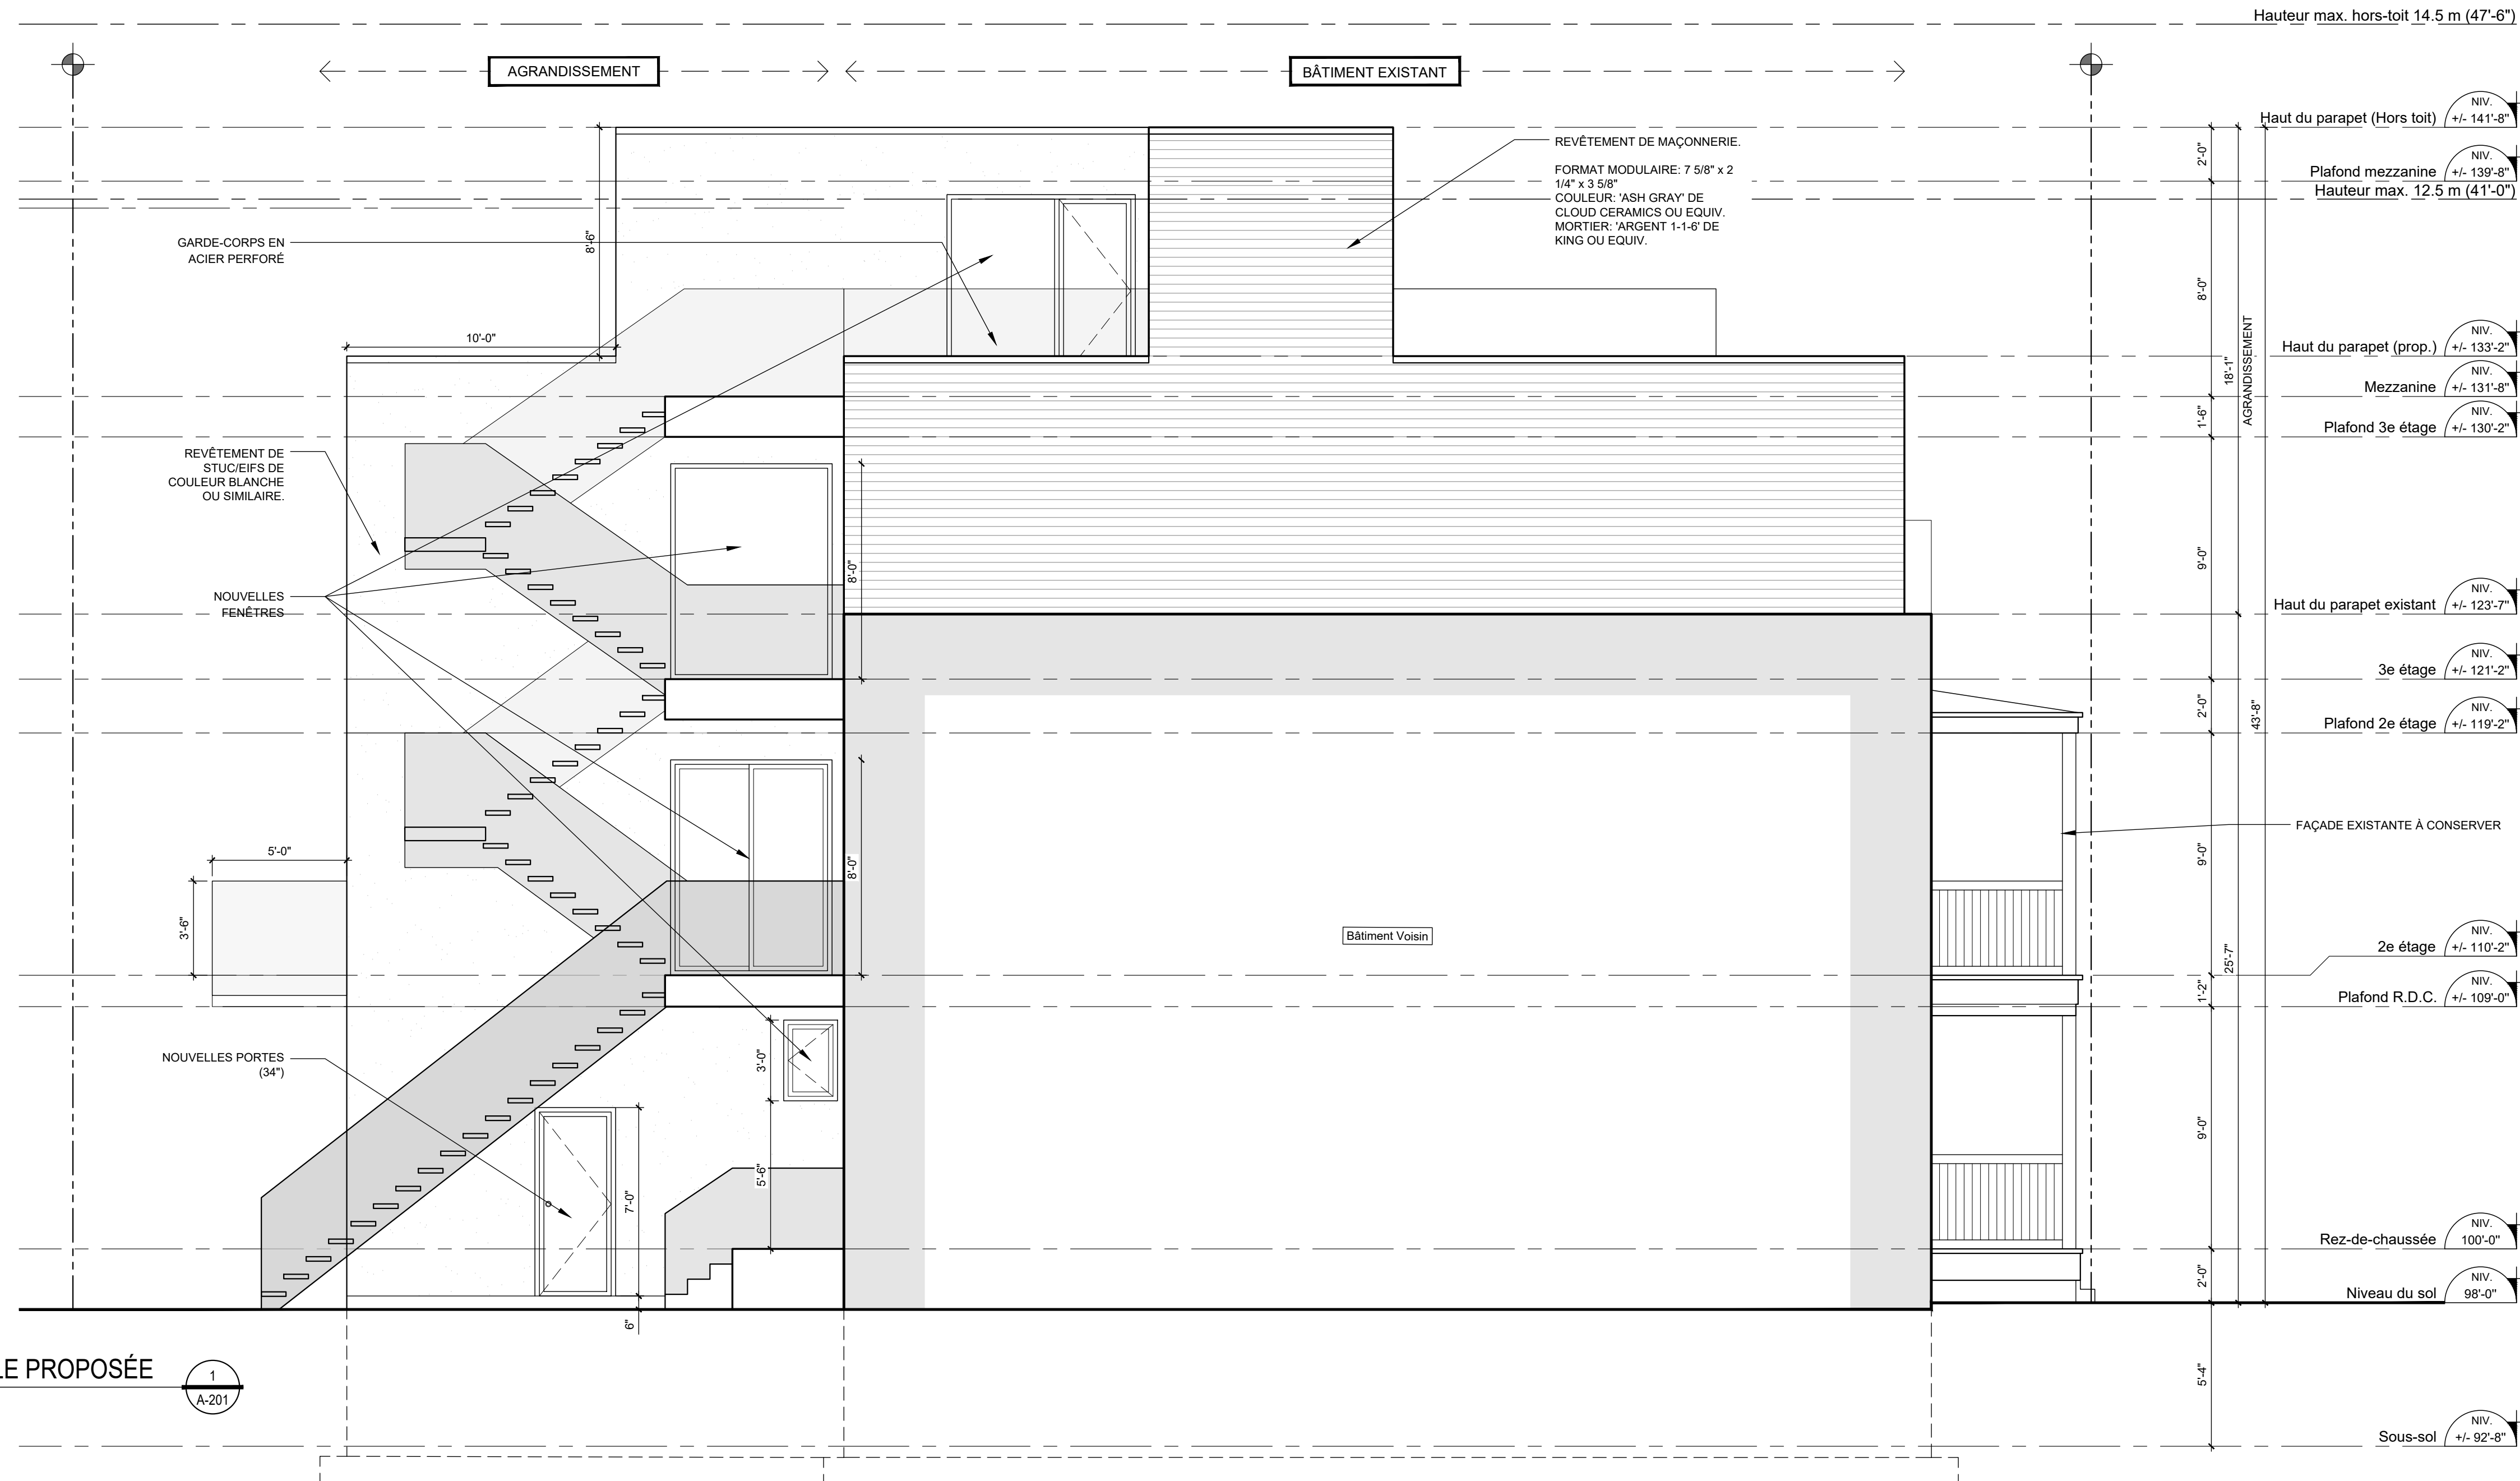 Hauteur max. hors-toit 14.5 m (47'-6")
AGRANDISSEMENT
BÂTIMENT EXISTANT
Haut du parapet (Hors toit)
NIV.
+/- 141'-8"
Plafond mezzanine
NIV.
+/- 139'-8"
Hauteur max. 12.5 m (41'-0")
REVÊTEMENT DE MAÇONNERIE.
FORMAT MODULAIRE: 7 5/8" x 2
1/4" x 3 5/8"
COULEUR: 'ASH GRAY' DE
CLOUD CERAMICS OU EQUIV.
MORTIER: 'ARGENT 1-1-6' DE
KING OU EQUIV.
GARDE-CORPS EN
ACIER PERFORÉ
8'-6"
10'-0"
2'-0"
8'-0"
Haut du parapet (prop.)
NIV.
+/- 133'-2"
Mezzanine
NIV.
+/- 131'-8"
18'-1"
AGRANDISSEMENT
1'-6"
Plafond 3e étage
NIV.
+/- 130'-2"
REVÊTEMENT DE
STUC/EIFS DE
COULEUR BLANCHE
OU SIMILAIRE.
8'-0"
9'-0"
NOUVELLES
FENÊTRES
Haut du parapet existant
NIV.
+/- 123'-7"
3e étage
NIV.
+/- 121'-2"
2'-0"
43'-8"
Plafond 2e étage
NIV.
+/- 119'-2"
FAÇADE EXISTANTE À CONSERVER
5'-0"
8'-0"
9'-0"
3'-6"
Bâtiment Voisin
2e étage
NIV.
+/- 110'-2"
25'-7"
1'-2"
Plafond R.D.C.
NIV.
+/- 109'-0"
NOUVELLES PORTES
(34")
3'-0"
9'-0"
5'-6"
7'-0"
Rez-de-chaussée
NIV.
100'-0"
2'-0"
Niveau du sol
NIV.
98'-0"
6"
LE PROPOSÉE
1
A-201
5'-4"
Sous-sol
NIV.
+/- 92'-8"